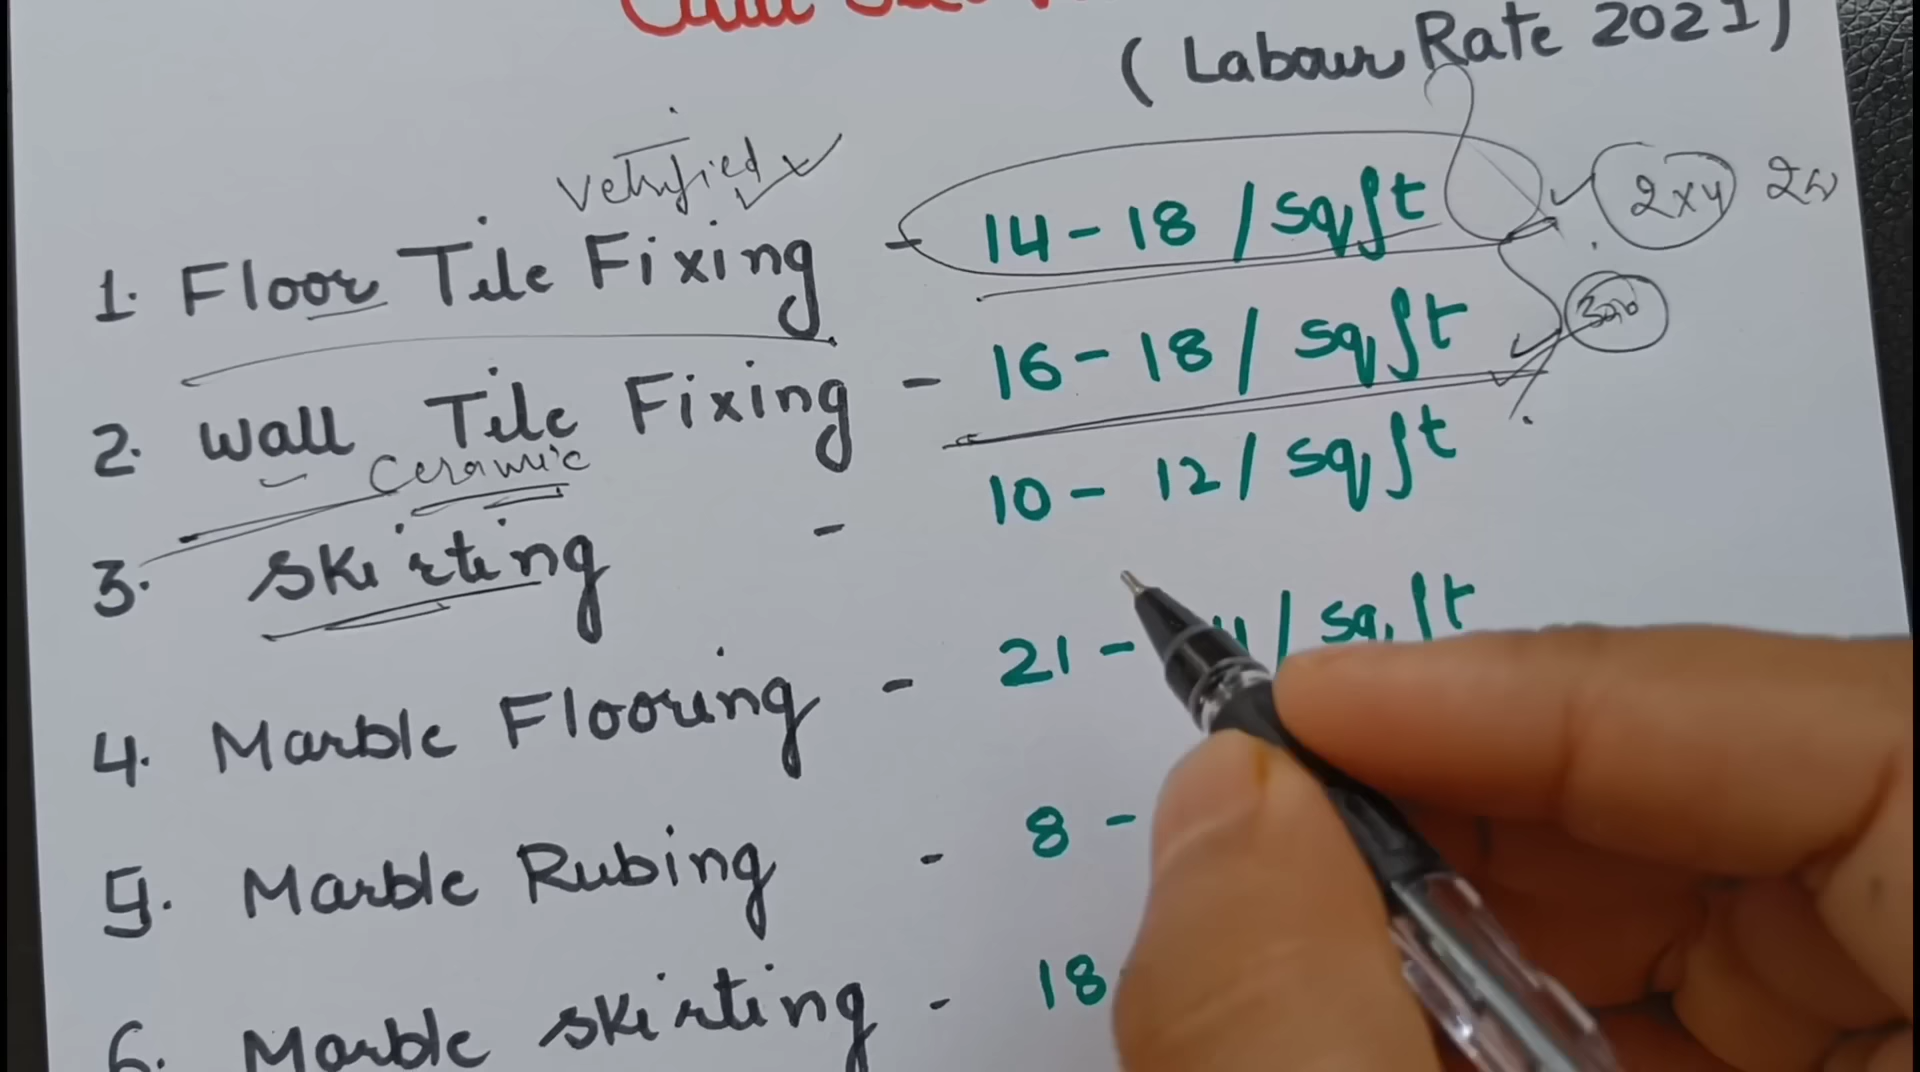 ( Labour Rate 2021)
Vetrified
1. Floor Tile Fixing - 14-18 / sqft
2x4
2. Wall Tile Fixing - 16-18 / sqft
Ceramic
3. Skirting - 10-12 / sqft
4. Marble Flooring - 21- / sqft
5. Marble Rubing - 8 -
6. Marble Skirting - 18